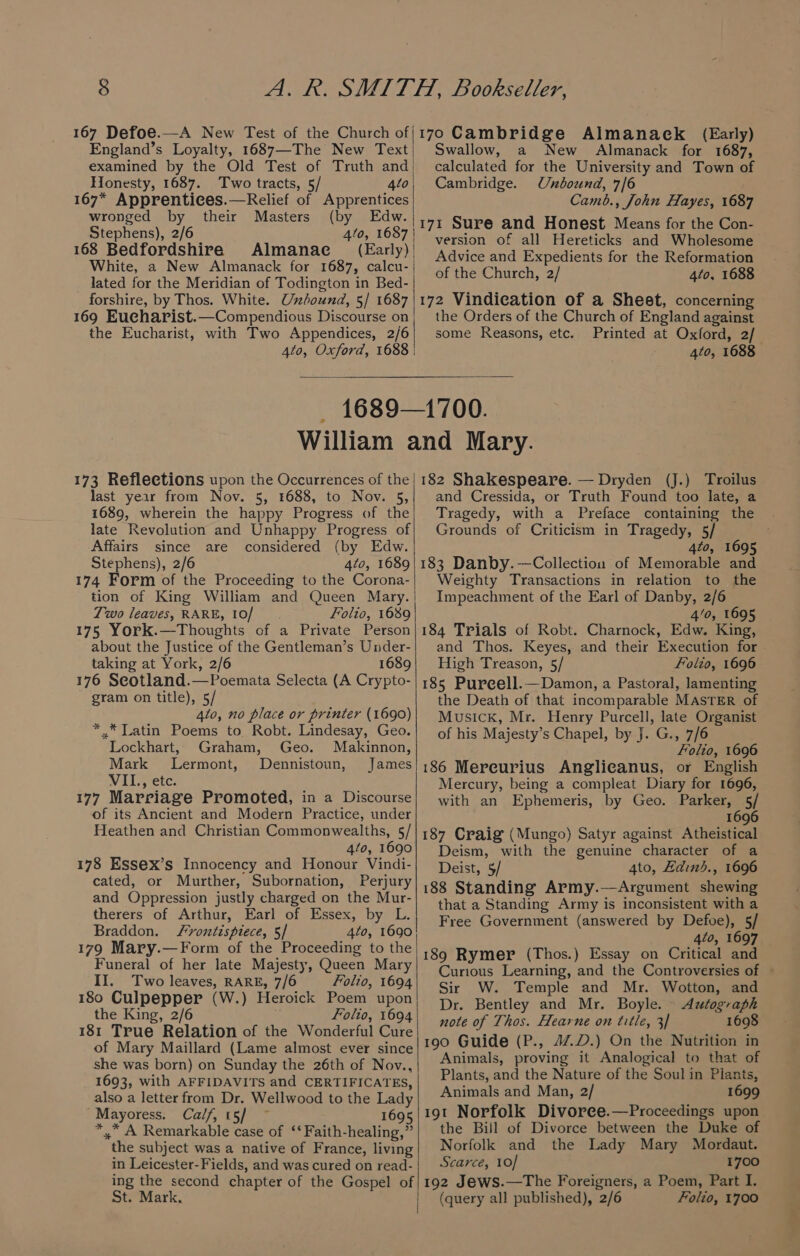 8 A. R. SMITH, Bookseller,
167 Defoe.—A New Test of the Church of
England's Loyalty, 1687—The New Text
examined by the Old Test of Truth and
Honesty, 1687. Two tracts, 5/ 4to
167* Apprentices.—Relief of Apprentices
wronged by their Masters (by Edw.
Stephens), 2/6 4to, 1687
168 Bedfordshire Almanac (Early)
White, a New Almanack for 1687, calcu-
lated for the Meridian of Todington in Bed-
forshire, by Thos. White. Unbound, 5/ 1687
169 Eucharist.—Compendious Discourse on
the Eucharist, with Two Appendices, 2/6
4to, Oxford, 1688
170 Cambridge Almanack (Early)
Swallow, a New Almanack for 1687,
calculated for the University and Town of
Cambridge. Unbound, 7/6
Camb., John Hayes, 1687
171 Sure and Honest Means for the Con-
version of all Hereticks and Wholesome
Advice and Expedients for the Reformation
of the Church, 2/ 4to, 1688
172 Vindication of a Sheet, concerning
the Orders of the Church of England against
some Reasons, etc. Printed at Oxford, 2/
4to, 1688
1689—1700.
William and Mary.
173 Reflections upon the Occurrences of the
last year from Nov. 5, 1688, to Nov. 5,
1689, wherein the happy Progress of the
late Revolution and Unhappy Progress of
Affairs since are considered (by Edw.
Stephens), 2/6 4to, 1689
174 Form of the Proceeding to the Corona-
tion of King William and Queen Mary.
Two leaves, RARE, 10/ Folio, 1689
175 York.—Thoughts of a Private Person
about the Justice of the Gentleman's Under-
taking at York, 2/6 1689
176 Scotland.—Poemata Selecta (A Crypto-
gram on title), 5/
4to, no place or printer (1690)
*** Latin Poems to Robt. Lindesay, Geo.
Lockhart, Graham, Geo. Makinnon,
Mark Lermont, Dennistoun, James
VII., etc.
177 Marriage Promoted, in a Discourse
of its Ancient and Modern Practice, under
Heathen and Christian Commonwealths, 5/
4to, 1690
178 Essex's Innocency and Honour Vindi-
cated, or Murther, Subornation, Perjury
and Oppression justly charged on the Mur-
therers of Arthur, Earl of Essex, by L.
Braddon. Frontispiece, 5/ 4to, 1690
179 Mary.—Form of the Proceeding to the
Funeral of her late Majesty, Queen Mary
II. Two leaves, RARE, 7/6 Folio, 1694
180 Culpepper (W.) Heroick Poem upon
the King, 2/6 Folio, 1694
181 True Relation of the Wonderful Cure
of Mary Maillard (Lame almost ever since
she was born) on Sunday the 26th of Nov.,
1693, with AFFIDAVITS and CERTIFICATES,
also a letter from Dr. Wellwood to the Lady
Mayoress. Calf, 15/ 1695
*** A Remarkable case of "Faith-healing,"
the subject was a native of France, living
in Leicester-Fields, and was cured on read-
ing the second chapter of the Gospel of
St. Mark.
182 Shakespeare.—Dryden (J.) Troilus
and Cressida, or Truth Found too late, a
Tragedy, with a Preface containing the
Grounds of Criticism in Tragedy, 5/
4to, 1695
183 Danby.—Collection of Memorable and
Weighty Transactions in relation to the
Impeachment of the Earl of Danby, 2/6
4to, 1695
184 Trials of Robt. Charnock, Edw. King,
and Thos. Keyes, and their Execution for
High Treason, 5/ Folio, 1696
185 Purcell.—Damon, a Pastoral, lamenting
the Death of that incomparable MASTER of
Musick, Mr. Henry Purcell, late Organist
of his Majesty's Chapel, by J. G., 7/6
Folio, 1696
186 Mercurius Anglicanus, or English
Mercury, being a compleat Diary for 1696,
with an Ephemeris, by Geo. Parker, 5/
1696
187 Craig (Mungo) Satyr against Atheistical
Deism, with the genuine character of a
Deist, 5/ 4to, Edinb., 1696
188 Standing Army.—Argument shewing
that a Standing Army is inconsistent with a
Free Government (answered by Defoe), 5/
4to, 1697
189 Rymer (Thos.) Essay on Critical and
Curious Learning, and the Controversies of
Sir W. Temple and Mr. Wotton, and
Dr. Bentley and Mr. Boyle. Autograph
note of Thos. Hearne on title, 3/ 1698
190 Guide (P., M.D.) On the Nutrition in
Animals, proving it Analogical to that of
Plants, and the Nature of the Soul in Plants,
Animals and Man, 2/ 1699
191 Norfolk Divorce.—Proceedings upon
the Bill of Divorce between the Duke of
Norfolk and the Lady Mary Mordaut.
Scarce, 10/ 1700
192 Jews.—The Foreigners, a Poem, Part I.
(query all published), 2/6 Folio, 1700